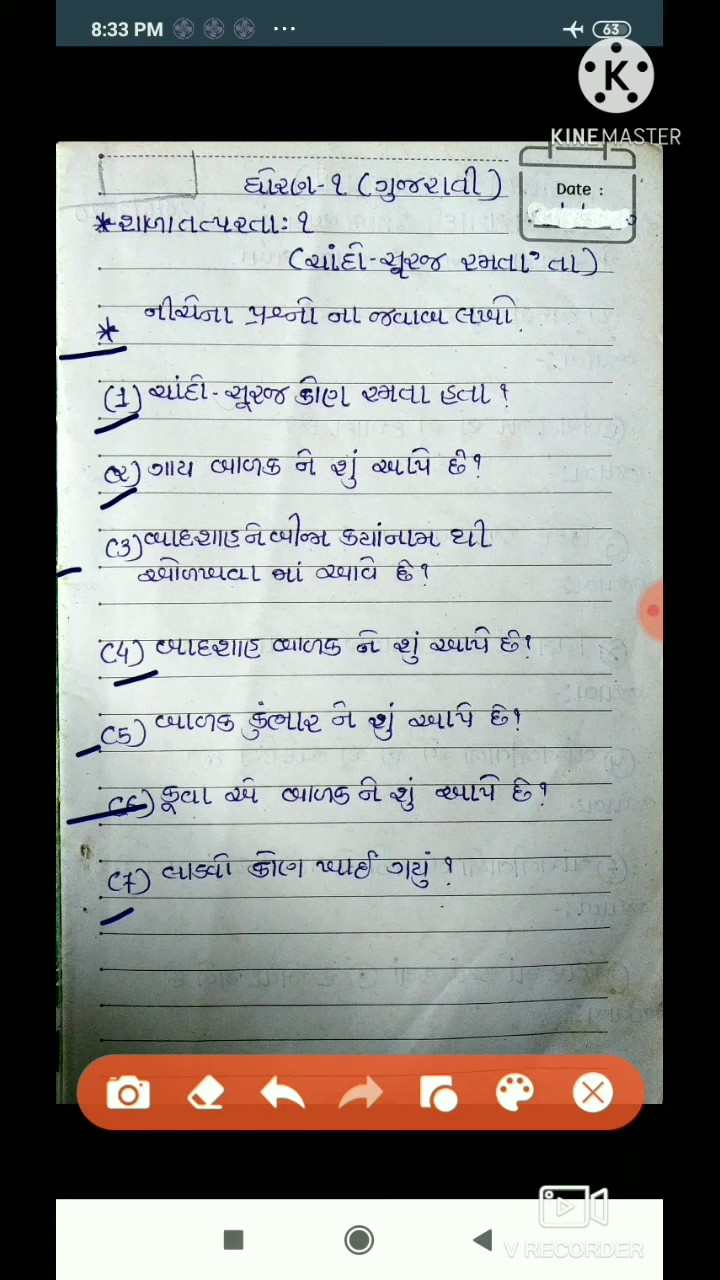 8:33 PM ...
63
K
KINEMASTER
ધોરણ-૧ (ગુજરાતી)
Date :
*શાળાતત્પરતા:૧
(ચાંદો-સૂરજ રમતા'તા)
* નીચેના પ્રશ્નો ના જવાબ લખો
(1) ચાંદો-સૂરજ કોણ રમતા હતા ?
(૨) ગાય બાળક ને શું આપે છે?
(3) બાદશાહ ને બીજા કયાં નામ થી
ઓળખવા માં આવે છે ?
(4) બાદશાહ બાળક ને શું આપે છે?
(5) બાળક કુંભાર ને શું આપે છે?
(6) કૂવા એ બાળક ને શું આપે છે?
(7) લાડવો કોણ ખાઈ ગયું ?
V RECORDER